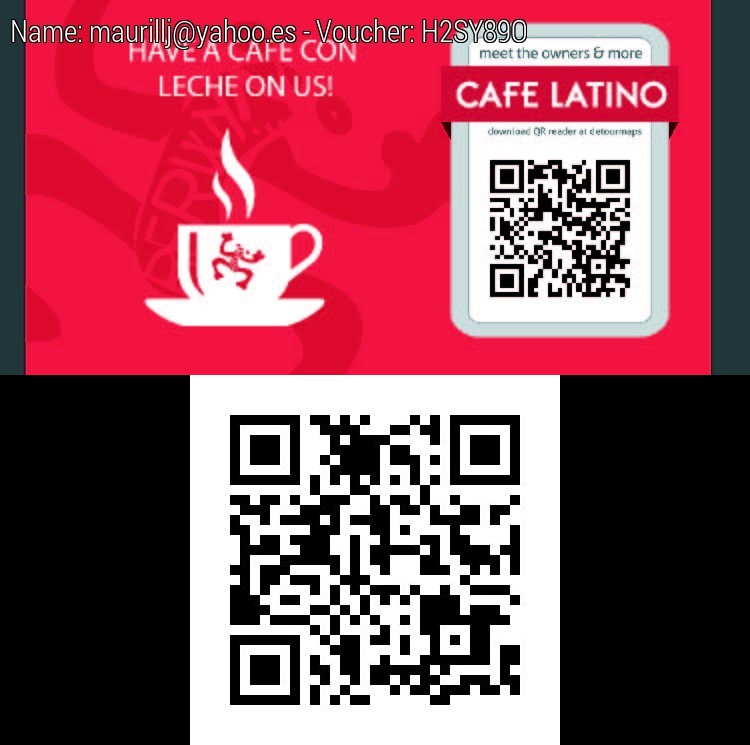 Name: maurillj@yahoo.es - Voucher: H2SY89O
HAVE A CAFE CON
LECHE ON US!
meet the owners & more
CAFE LATINO
download QR reader at detourmaps